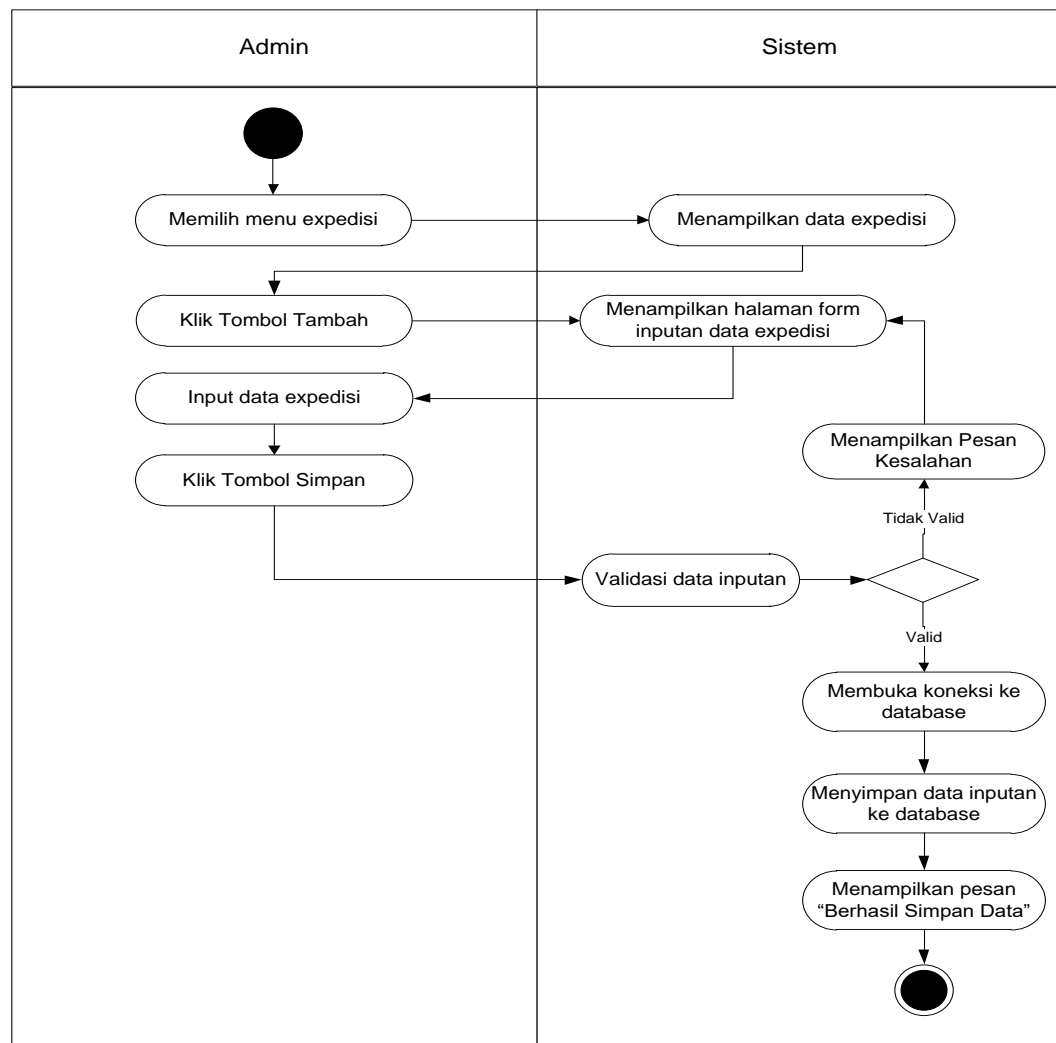 Admin
Sistem
Memilih menu expedisi
Menampilkan data expedisi
Klik Tombol Tambah
Menampilkan halaman form
inputan data expedisi
Input data expedisi
Menampilkan Pesan
Kesalahan
Klik Tombol Simpan
Tidak Valid
Validasi data inputan
Valid
Membuka koneksi ke
database
Menyimpan data inputan
ke database
Menampilkan pesan
“Berhasil Simpan Data”